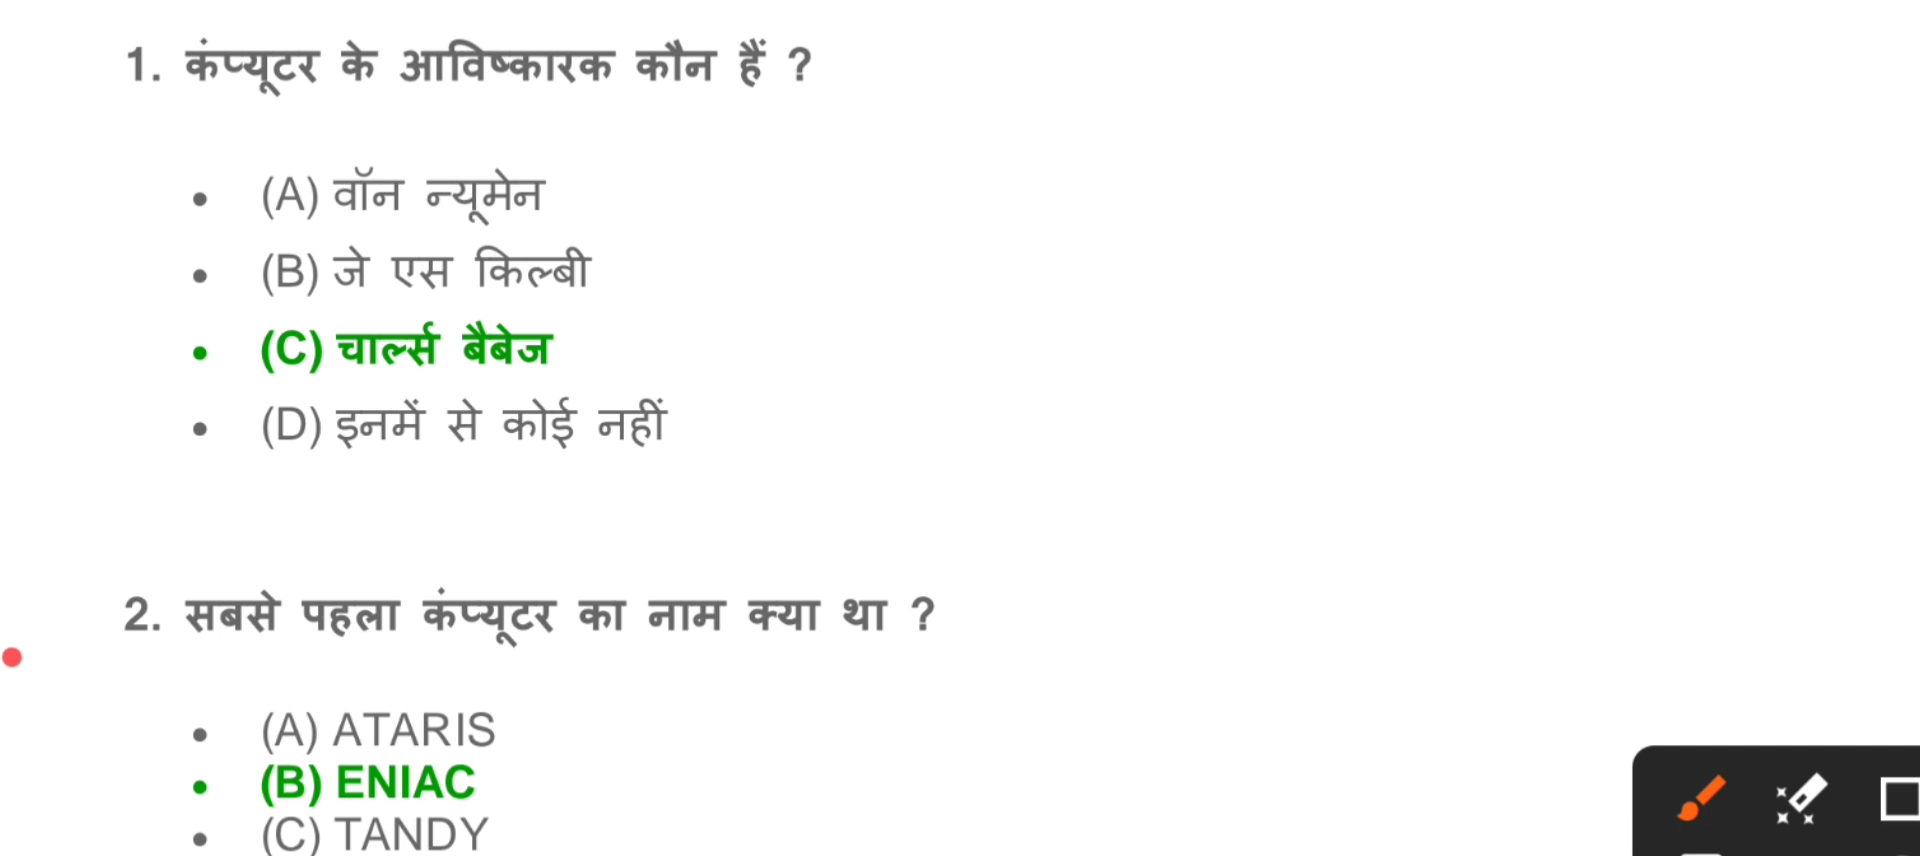 1. कंप्यूटर के आविष्कारक कौन हैं ?
• (A) वॉन न्यूमेन
• (B) जे एस किल्बी
• (C) चार्ल्स बैबेज
• (D) इनमें से कोई नहीं
2. सबसे पहला कंप्यूटर का नाम क्या था ?
• (A) ATARIS
• (B) ENIAC
• (C) TANDY